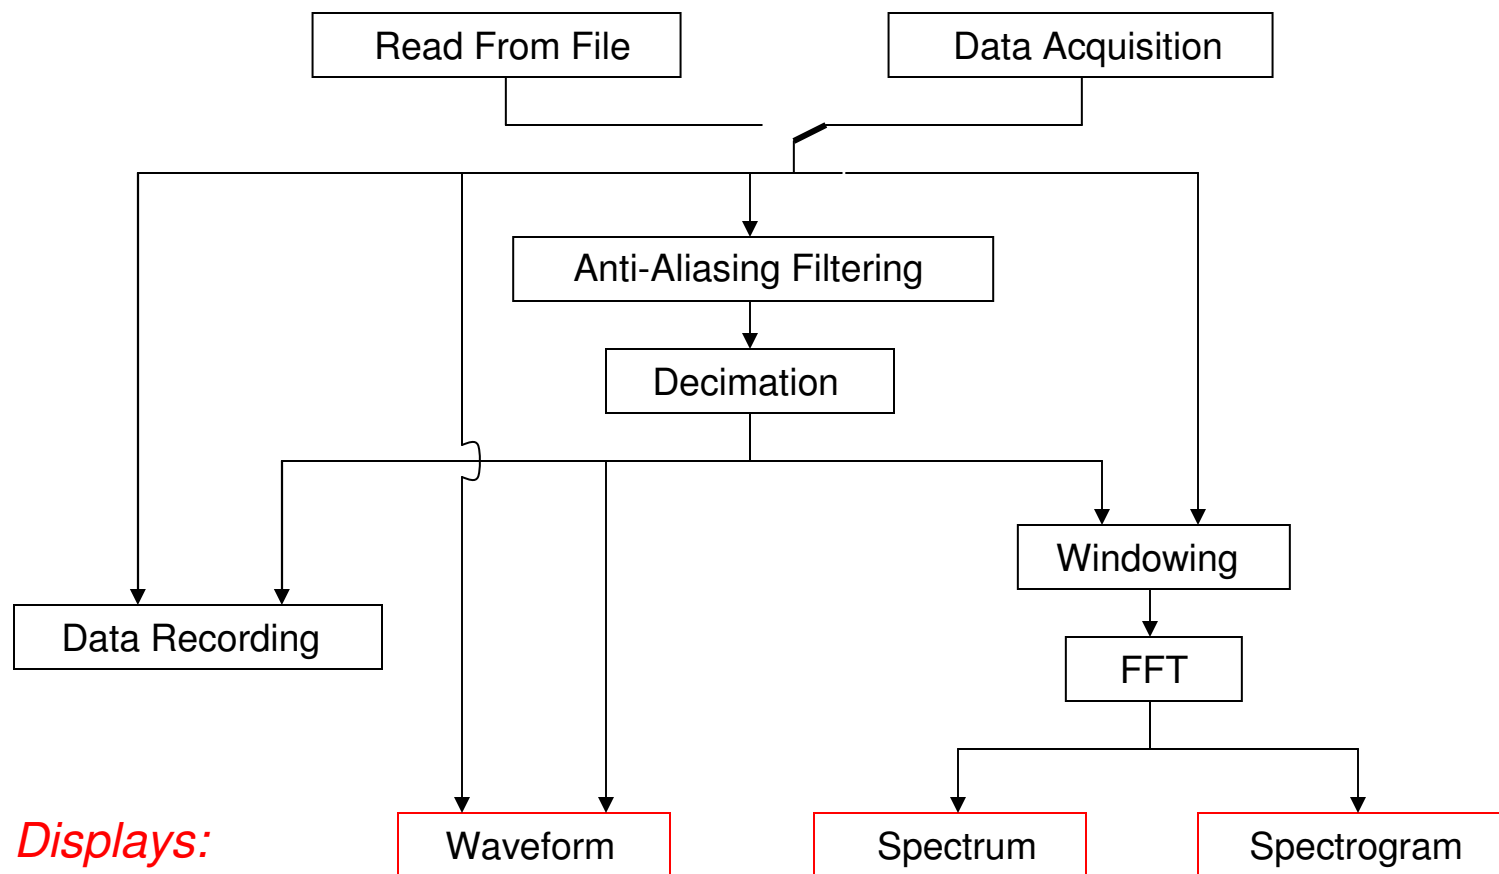 Read From File
Data Acquisition
Anti-Aliasing Filtering
Decimation
Windowing
Data Recording
FFT
Displays:
Waveform
Spectrum
Spectrogram